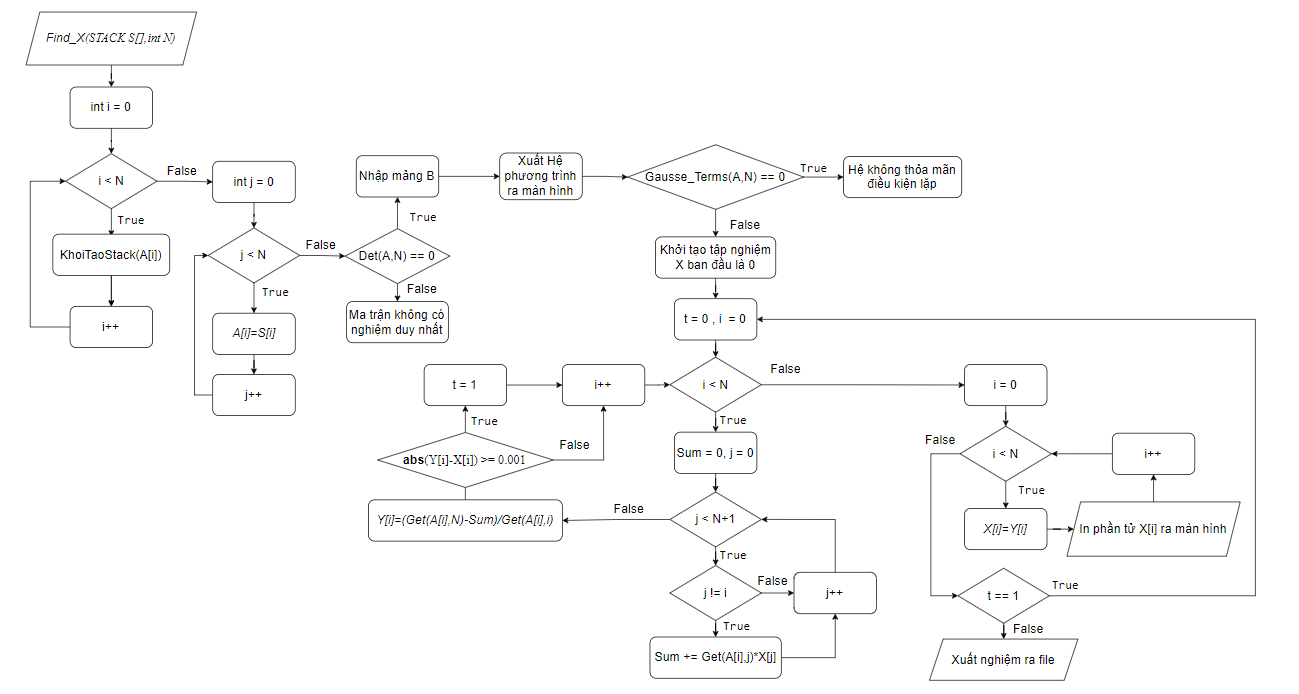 Find_X(STACK S[],int N)
int i = 0
i < N
False
True
KhoiTaoStack(A[i])
i++
int j = 0
j < N
False
True
A[i]=S[i]
j++
Det(A,N) == 0
True
False
Ma trận không có
nghiệm duy nhất
Nhập mảng B
Xuất Hệ
phương trình
ra màn hình
Gausse_Terms(A,N) == 0
True
Hệ không thỏa mãn
điều kiện lặp
False
Khởi tạo tập nghiệm
X ban đầu là 0
t = 0 , i = 0
i < N
False
True
Sum = 0, j = 0
j < N+1
False
True
j != i
False
True
j++
Sum += Get(A[i],j)*X[j]
Y[i]=(Get(A[i],N)-Sum)/Get(A[i],i)
abs(Y[i]-X[i]) >= 0.001
True
False
t = 1
i++
i = 0
i < N
False
True
X[i]=Y[i]
In phần tử X[i] ra màn hình
i++
t == 1
True
False
Xuất nghiệm ra file